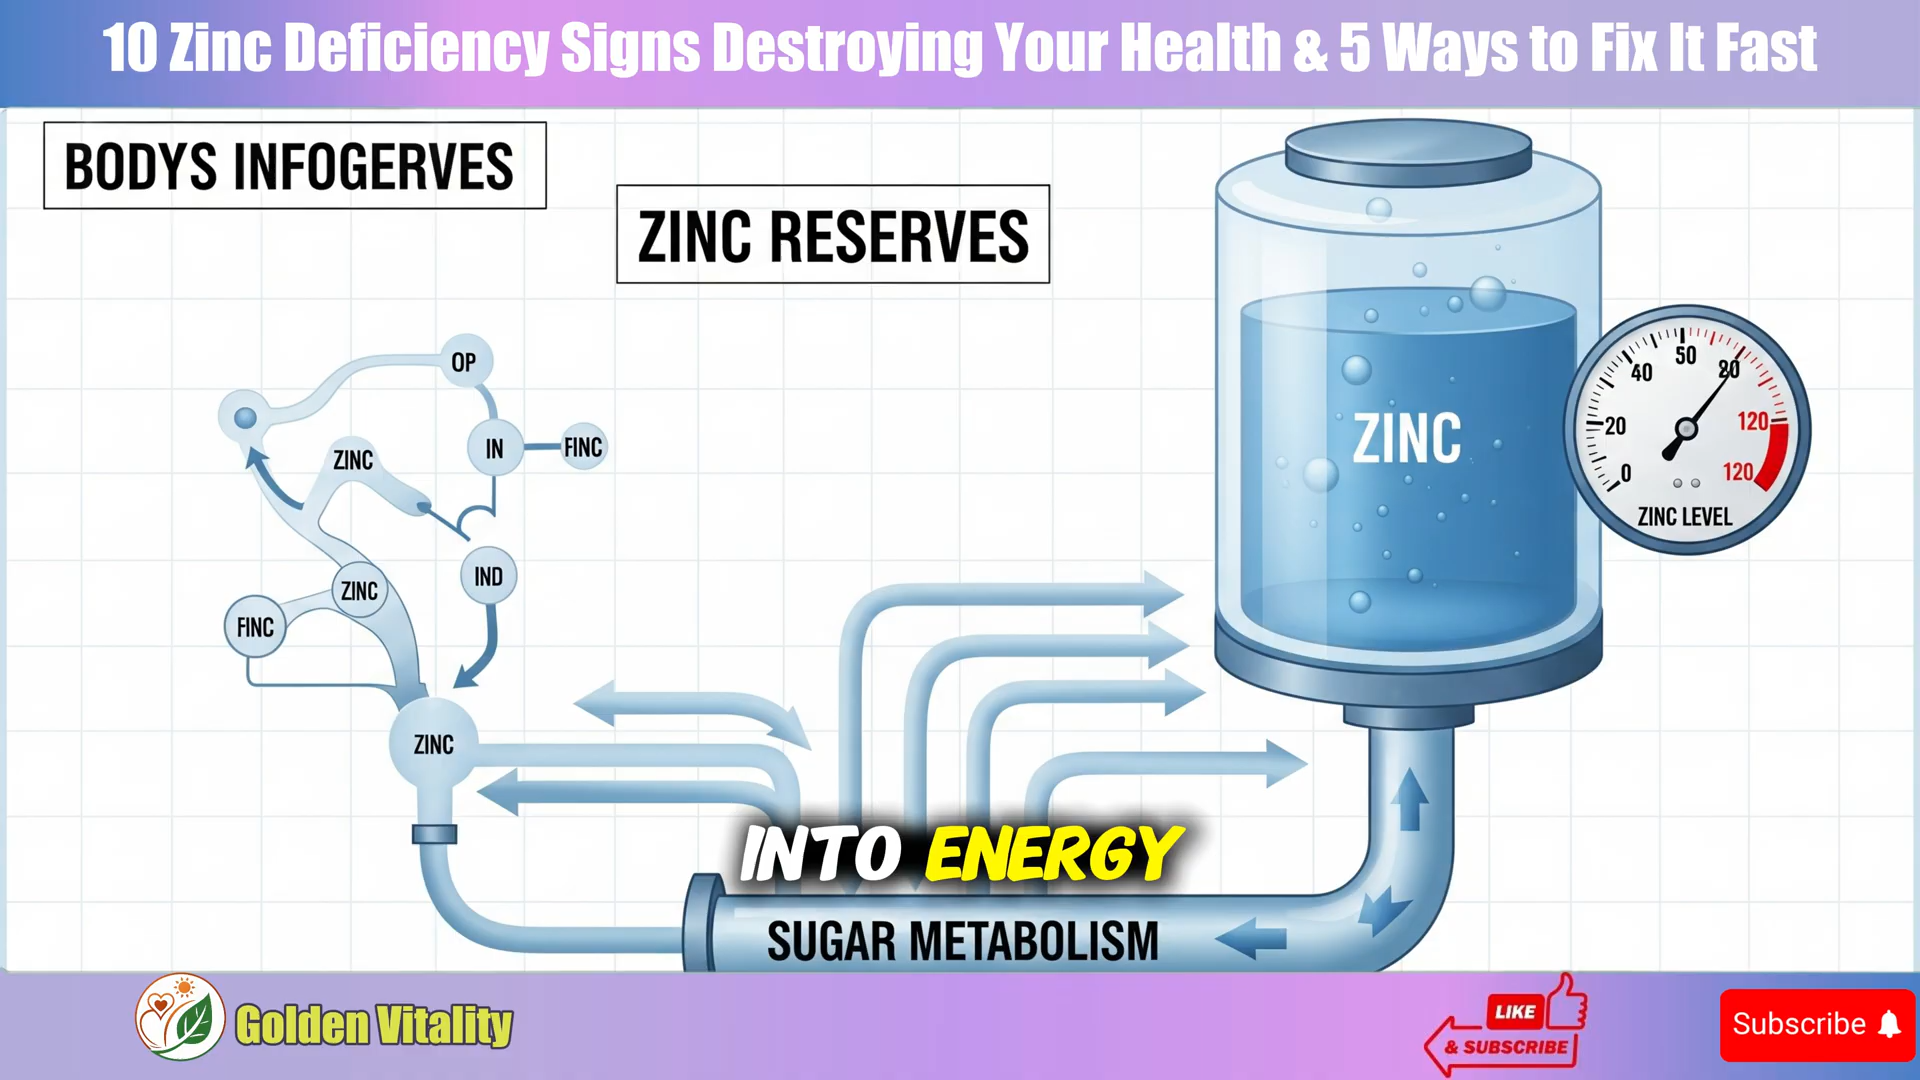 10 Zinc Deficiency Signs Destroying Your Health & 5 Ways to Fix It Fast
BODYS INFOGERVES
ZINC RESERVES
OP
IN
FINC
ZINC
IND
ZINC
FINC
ZINC
ZINC
0
20
40
50
80
120
120
ZINC LEVEL
INTO ENERGY
SUGAR METABOLISM
Golden Vitality
LIKE
& SUBSCRIBE
Subscribe